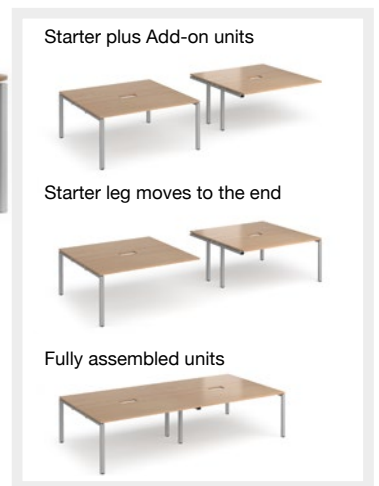 Starter plus Add-on units
Starter leg moves to the end
Fully assembled units